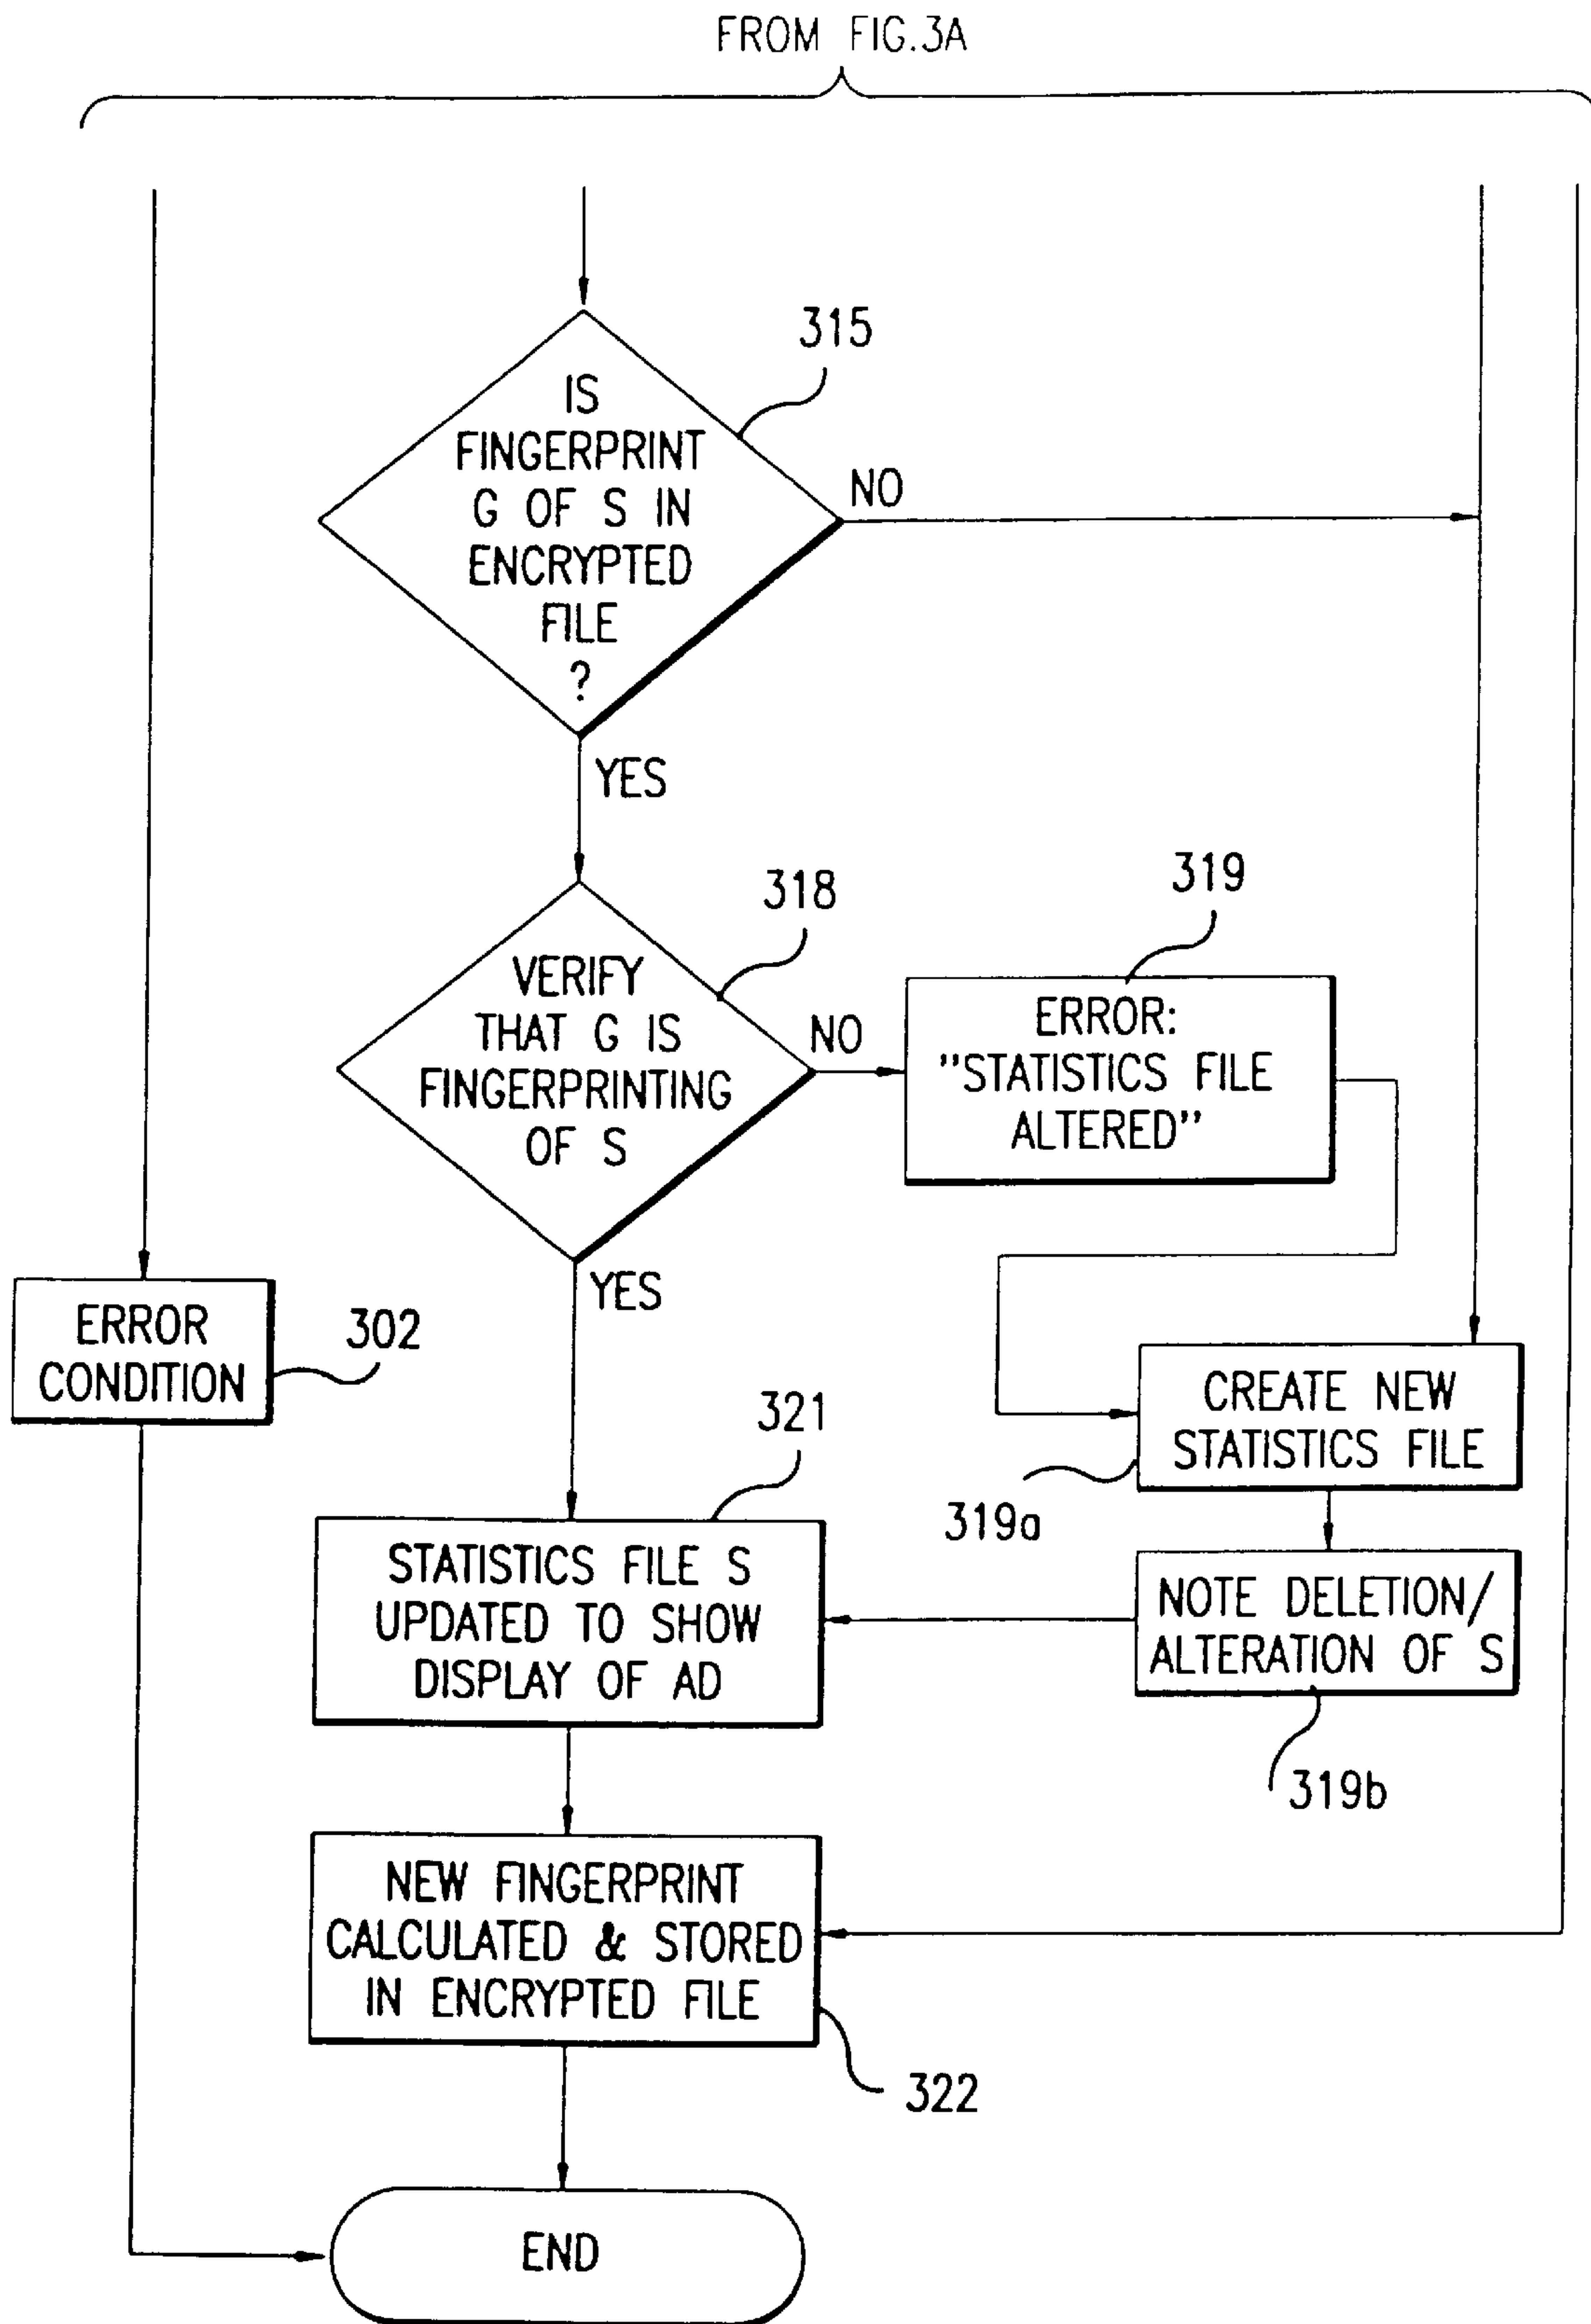 FROM FIG.3A
315
IS
FINGERPRINT
G OF S IN
ENCRYPTED
FILE
?
NO
YES
318
VERIFY
THAT G IS
FINGERPRINTING
OF S
NO
YES
319
ERROR:
"STATISTICS FILE
ALTERED"
ERROR
CONDITION
302
CREATE NEW
STATISTICS FILE
319a
321
STATISTICS FILE S
UPDATED TO SHOW
DISPLAY OF AD
NOTE DELETION/
ALTERATION OF S
319b
NEW FINGERPRINT
CALCULATED & STORED
IN ENCRYPTED FILE
322
END